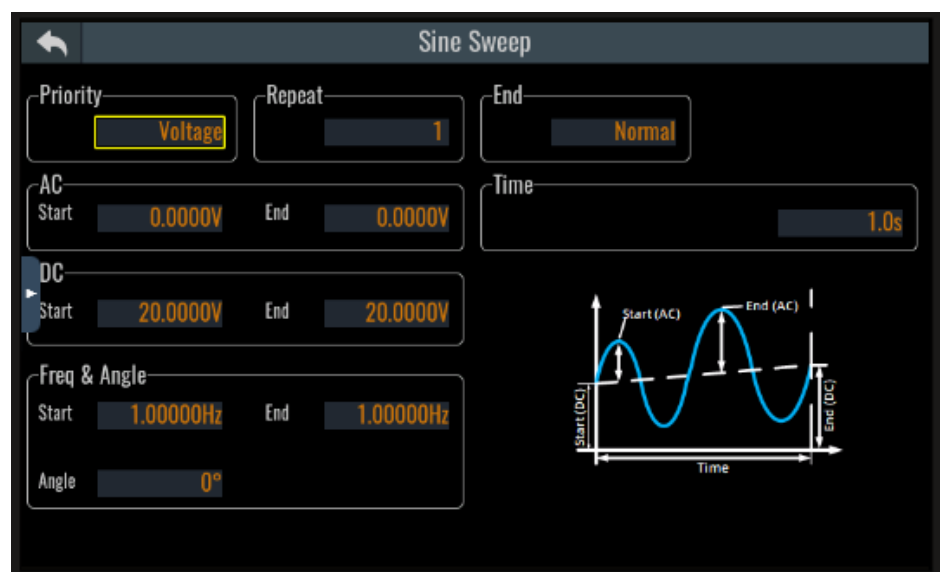 Sine Sweep
Priority
Voltage
Repeat
1
End
Normal
AC
Start 0.0000V End 0.0000V
Time
1.0s
DC
Start 20.0000V End 20.0000V
Freq & Angle
Start 1.00000Hz End 1.00000Hz
Angle 0°
Start (AC)
End (AC)
Start (DC)
End (DC)
Time